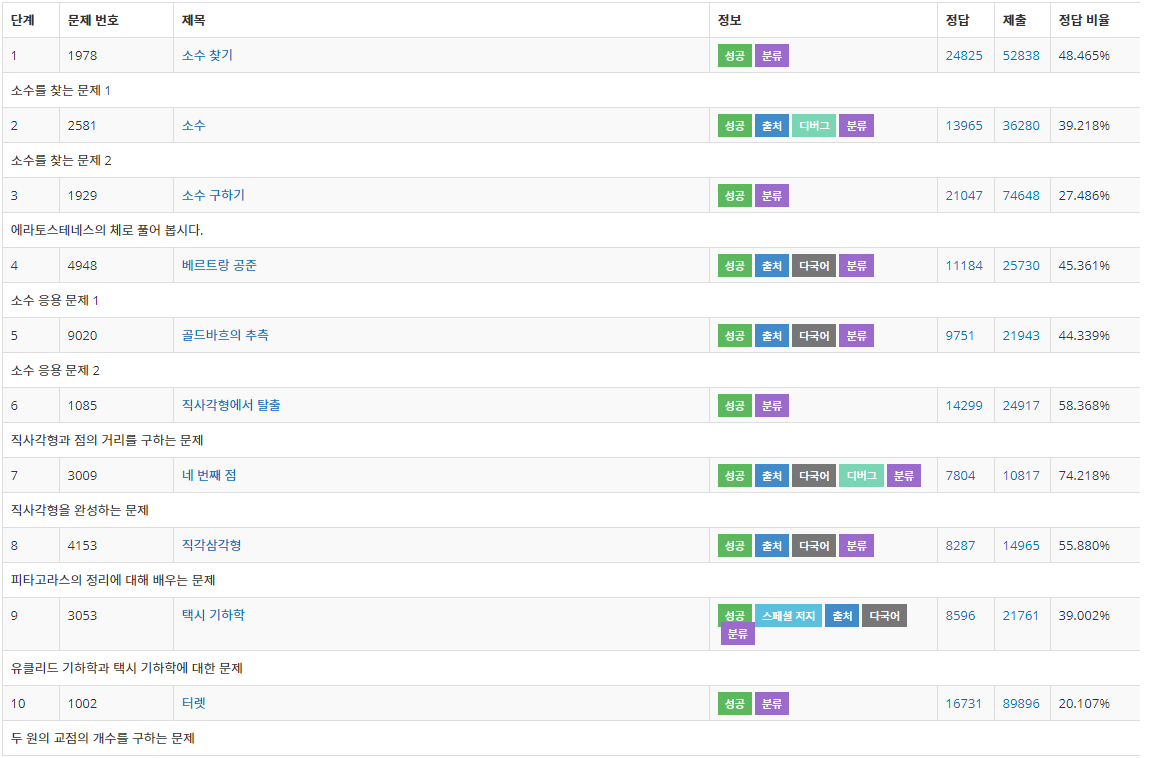 단계 문제 번호 제목 정보 정답 제출 정답 비율
1 1978 소수 찾기 성공 분류 24825 52838 48.465%
소수를 찾는 문제 1
2 2581 소수 성공 출처 디버그 분류 13965 36280 39.218%
소수를 찾는 문제 2
3 1929 소수 구하기 성공 분류 21047 74648 27.486%
에라토스테네스의 체로 풀어 봅시다.
4 4948 베르트랑 공준 성공 출처 다국어 분류 11184 25730 45.361%
소수 응용 문제 1
5 9020 골드바흐의 추측 성공 출처 다국어 분류 9751 21943 44.339%
소수 응용 문제 2
6 1085 직사각형에서 탈출 성공 분류 14299 24917 58.368%
직사각형과 점의 거리를 구하는 문제
7 3009 네 번째 점 성공 출처 다국어 디버그 분류 7804 10817 74.218%
직사각형을 완성하는 문제
8 4153 직각삼각형 성공 출처 다국어 분류 8287 14965 55.880%
피타고라스의 정리에 대해 배우는 문제
9 3053 택시 기하학 성공 스페셜 저지 출처 다국어 8596 21761 39.002%
분류
유클리드 기하학과 택시 기하학에 대한 문제
10 1002 터렛 성공 분류 16731 89896 20.107%
두 원의 교점의 개수를 구하는 문제